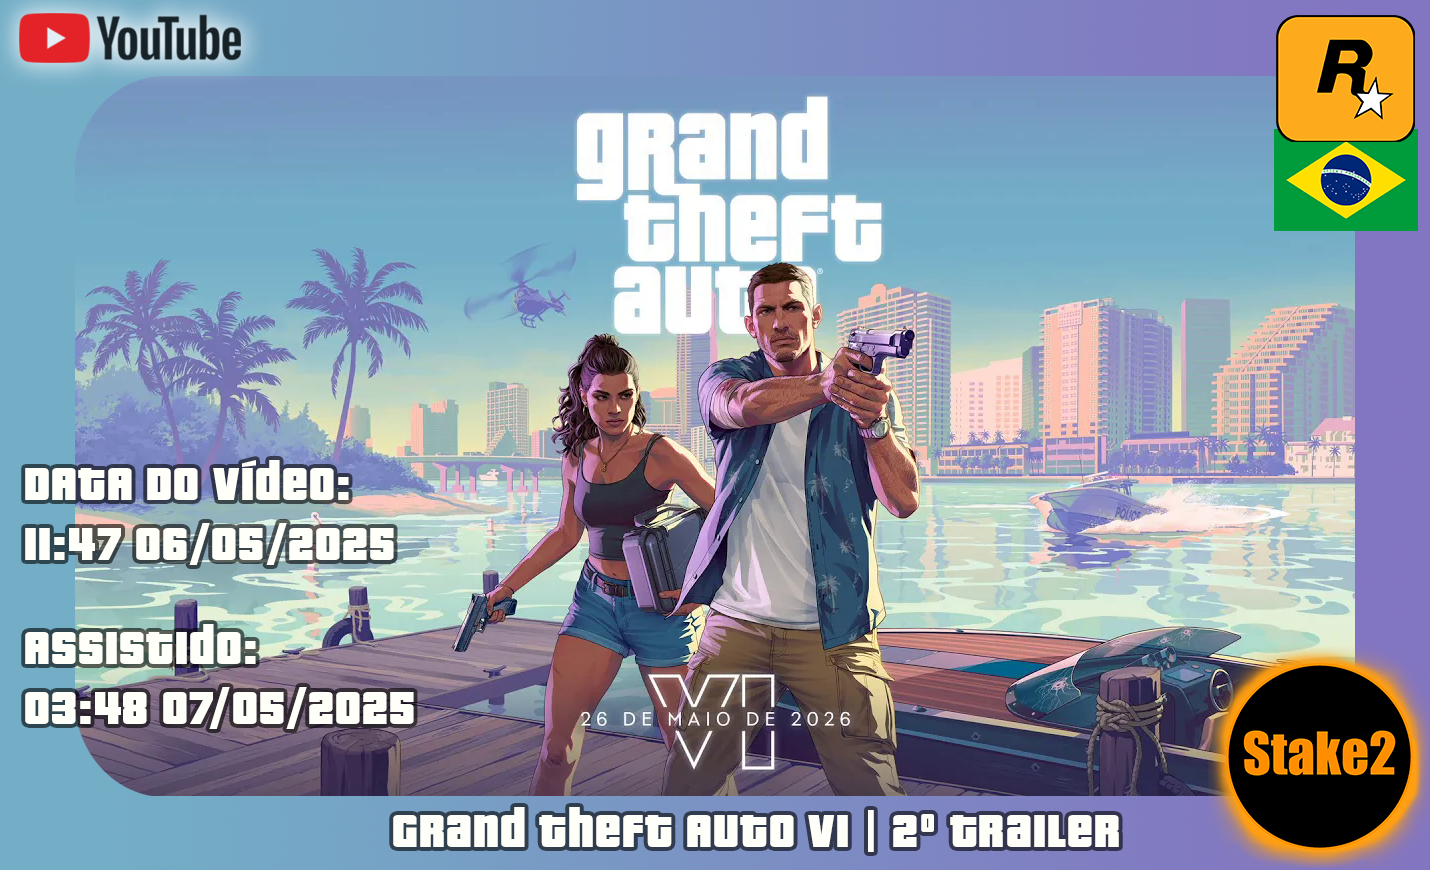 YouTube
R
grand
theft
auto
DATA DO VÍDEO:
11:47 06/05/2025
ASSISTIDO:
03:48 07/05/2025
POLICE
VI
26 DE MAIO DE 2026
Stake2
Grand Theft Auto VI | 2º Trailer